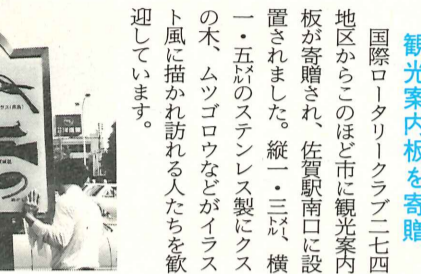 観光案内板を寄贈
国際ロータリークラブ二七四
地区からこのほど市に観光案内
板が寄贈され、佐賀駅南口に設
置されました。縦一・三㍍、横
一・五㍍のステンレス製にクス
の木、ムツゴロウなどがイラス
ト風に描かれ訪れる人たちを歓
迎しています。